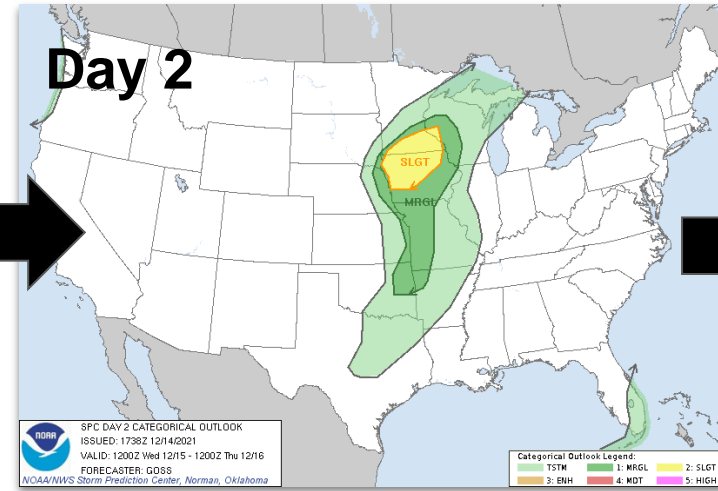 Day 2
SLGT
MRGL
NOAA
SPC DAY 2 CATEGORICAL OUTLOOK
ISSUED: 1738Z 12/14/2021
VALID: 1200Z Wed 12/15 - 1200Z Thu 12/16
FORECASTER: GOSS
NOAA/NWS Storm Prediction Center, Norman, Oklahoma
Categorical Outlook Legend:
TSTM 1: MRGL 2: SLGT
3: ENH 4: MDT 5: HIGH